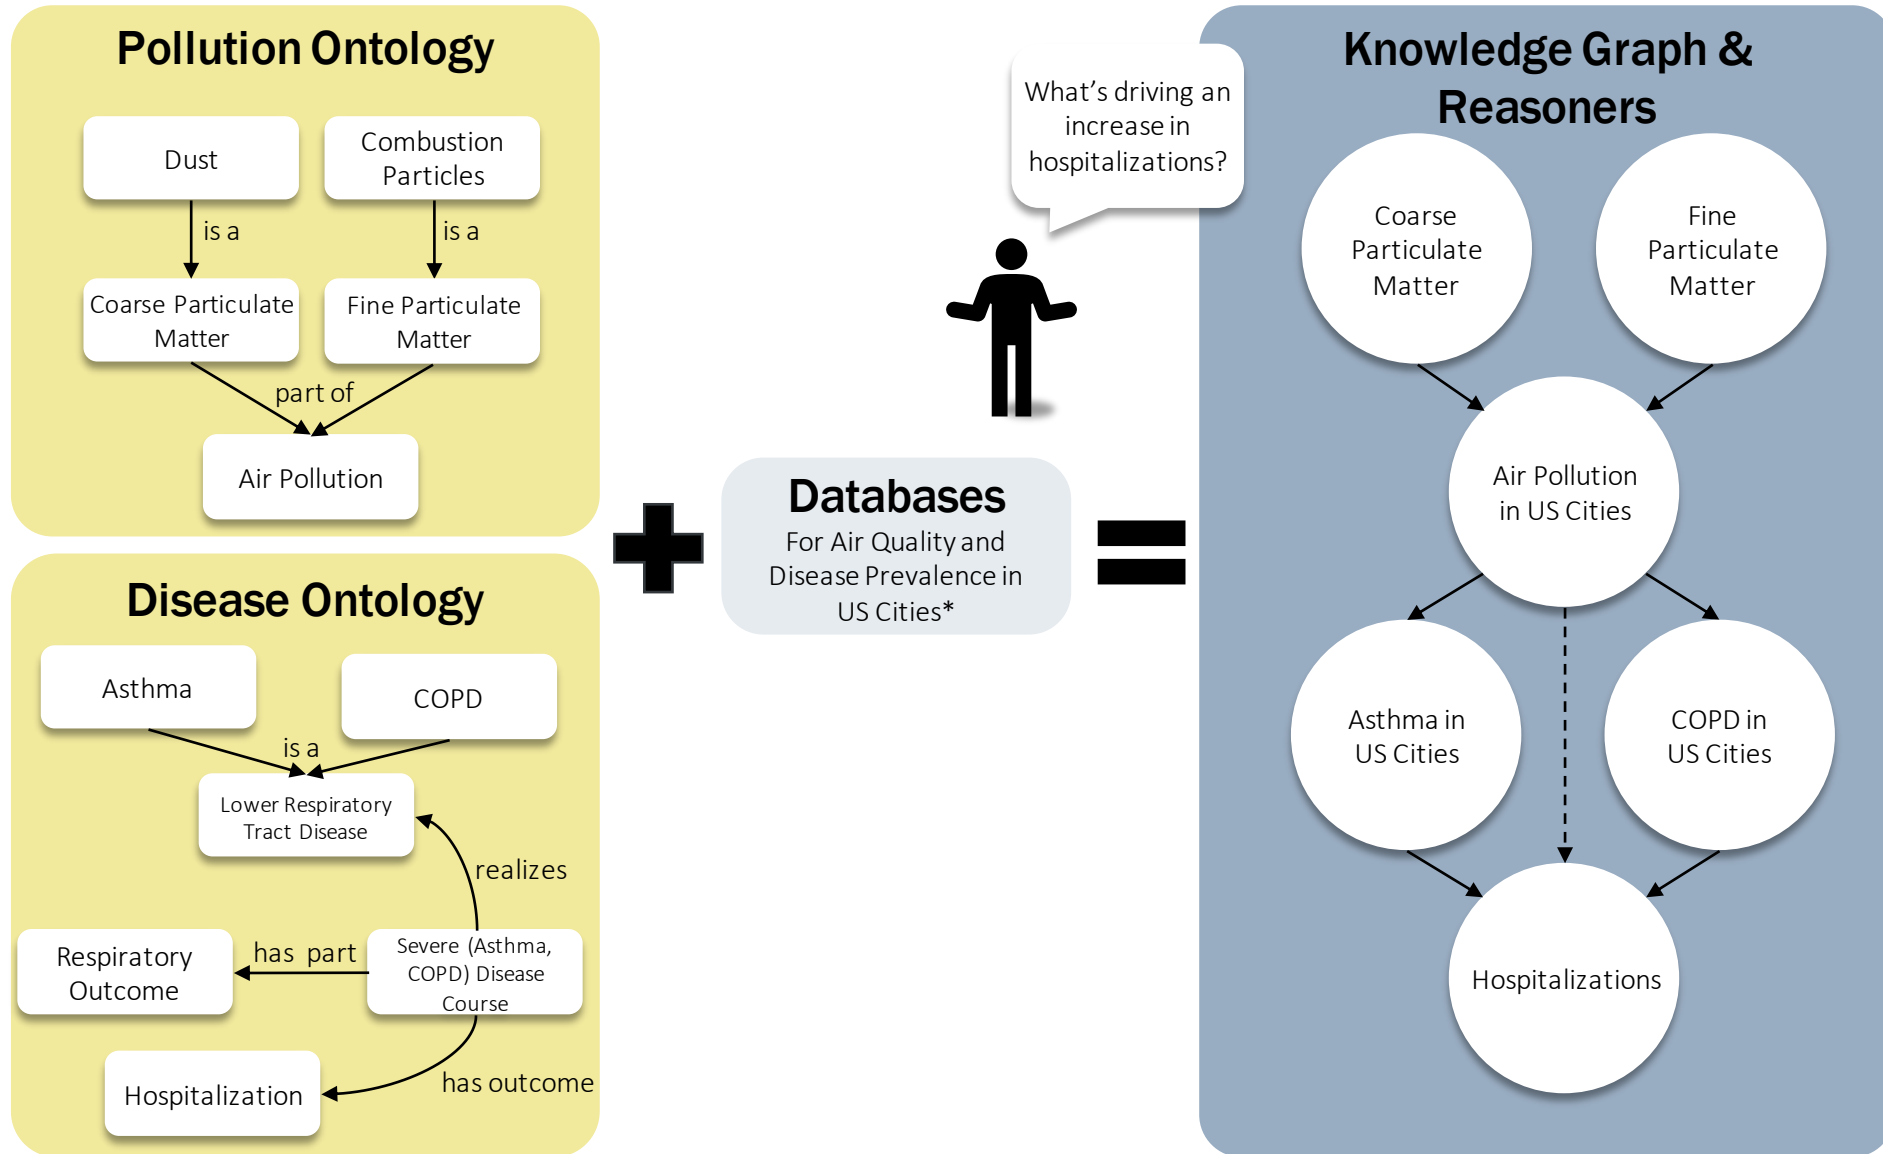 Pollution Ontology
Dust
Combustion
Particles
is a
is a
Coarse Particulate
Matter
Fine Particulate
Matter
part of
Air Pollution
Disease Ontology
Asthma
COPD
is a
Lower Respiratory
Tract Disease
realizes
Respiratory
Outcome
has part
Severe (Asthma,
COPD) Disease
Course
has outcome
Hospitalization
What's driving an
increase in
hospitalizations?
Databases
For Air Quality and
Disease Prevalence in
US Cities*
Knowledge Graph &
Reasoners
Coarse
Particulate
Matter
Fine
Particulate
Matter
Air Pollution
in US Cities
Asthma in
US Cities
COPD in
US Cities
Hospitalizations